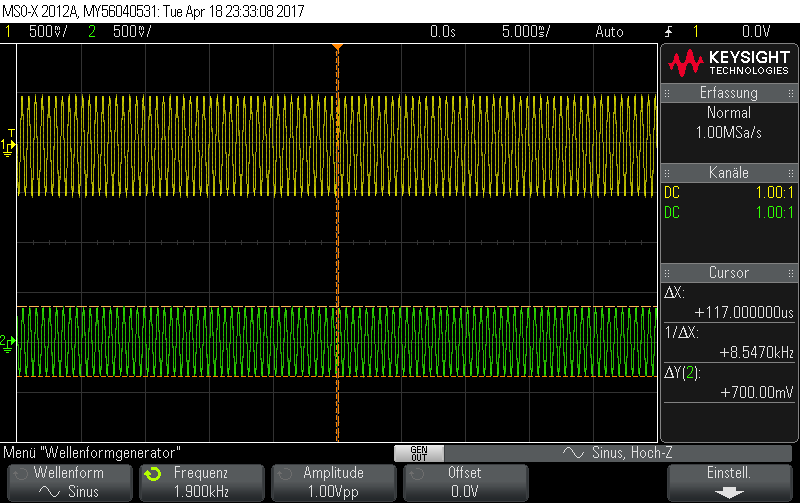 MSO-X 2012A, MY56040531: Tue Apr 18 23:33:08 2017
1 500mV/ 2 500mV/ 0.0s 5.000ms/ Auto 1 0.0V
KEYSIGHT
TECHNOLOGIES
Erfassung
Normal
1.00MSa/s
Kanäle
DC 1.00:1
DC 1.00:1
Cursor
ΔX:
+117.000000us
1/ΔX:
+8.5470kHz
ΔY(2):
+700.00mV
T
1
2
Menü "Wellenformgenerator"
GEN
OUT
Sinus, Hoch-Z
Wellenform
Sinus
Frequenz
1.900kHz
Amplitude
1.00Vpp
Offset
0.0V
Einstell.